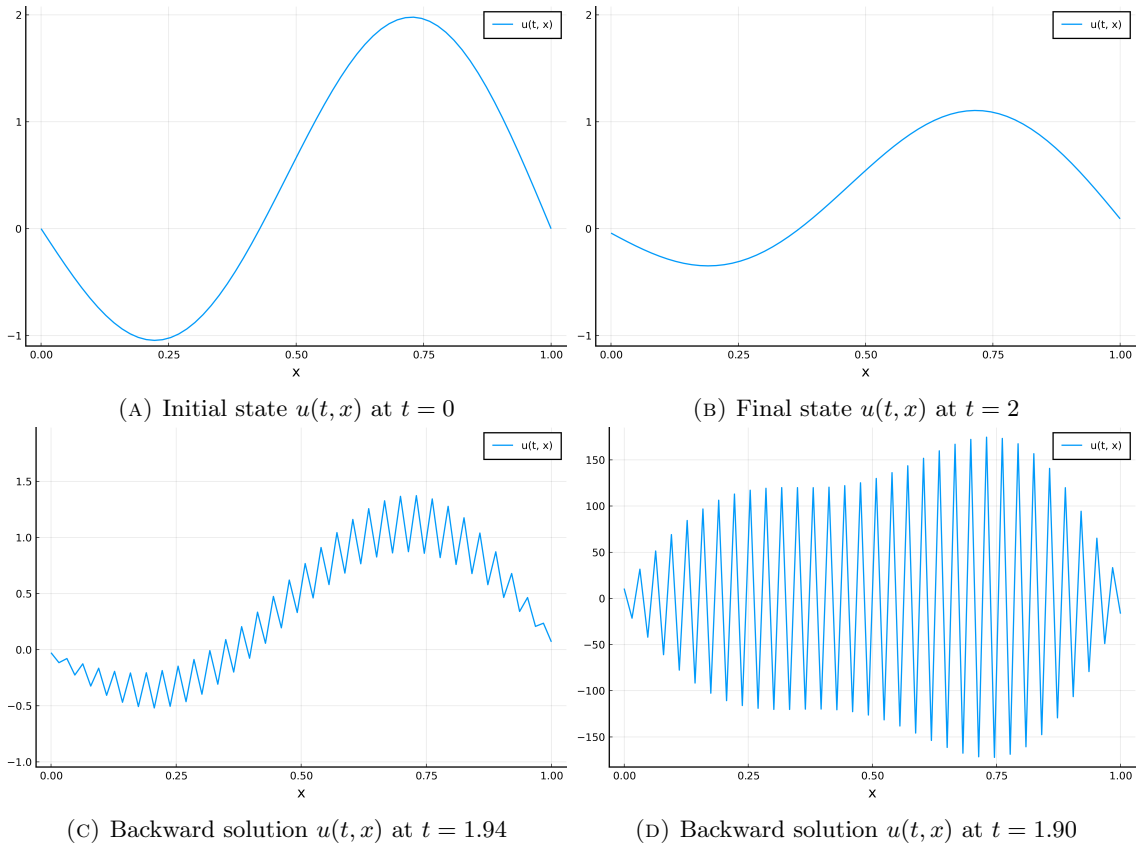 2
1
0
−1
0.00 0.25 0.50 0.75 1.00
x
u(t, x)
(A) Initial state u(t, x) at t = 0
2
1
0
−1
0.00 0.25 0.50 0.75 1.00
x
u(t, x)
(B) Final state u(t, x) at t = 2
1.5
1.0
0.5
0.0
−0.5
−1.0
0.00 0.25 0.50 0.75 1.00
x
u(t, x)
(C) Backward solution u(t, x) at t = 1.94
150
100
50
0
−50
−100
−150
0.00 0.25 0.50 0.75 1.00
x
u(t, x)
(D) Backward solution u(t, x) at t = 1.90